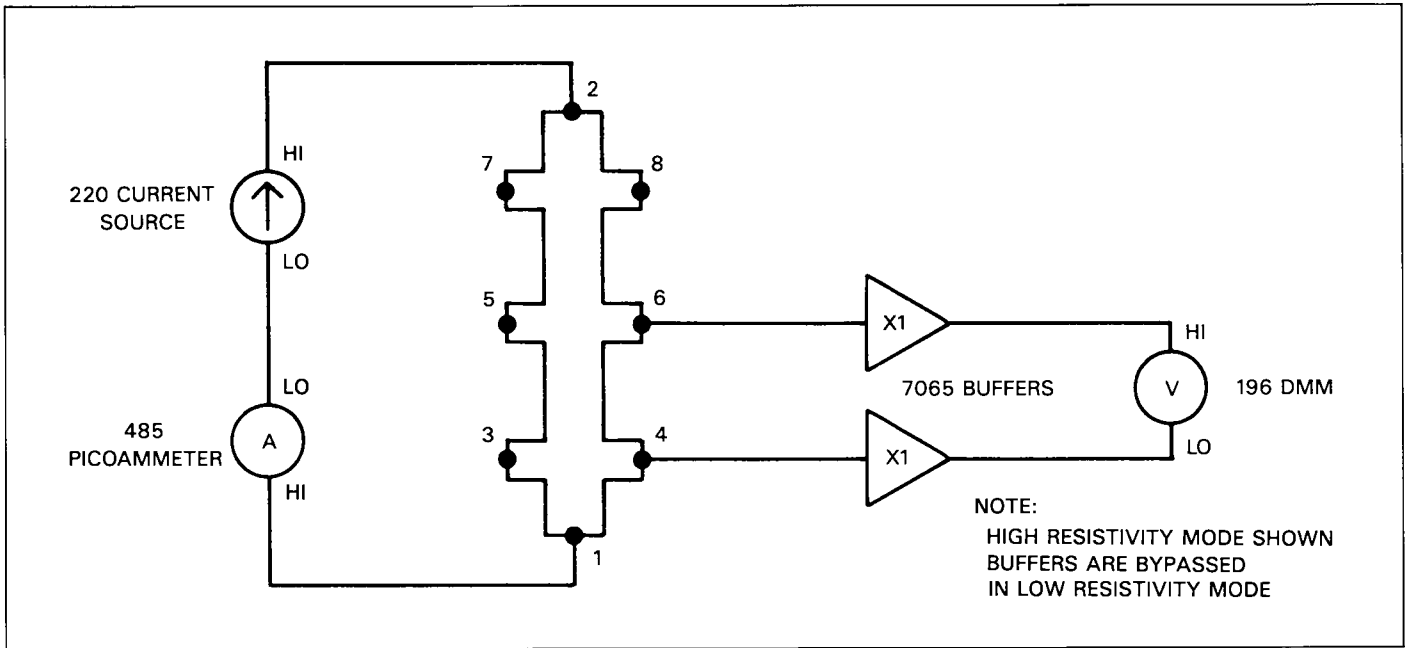 2
HI
7
8
220 CURRENT
SOURCE
LO
5
6
X1
HI
LO
7065 BUFFERS
V
196 DMM
485
PICOAMMETER
A
3
4
X1
LO
HI
NOTE:
HIGH RESISTIVITY MODE SHOWN
BUFFERS ARE BYPASSED
IN LOW RESISTIVITY MODE
1